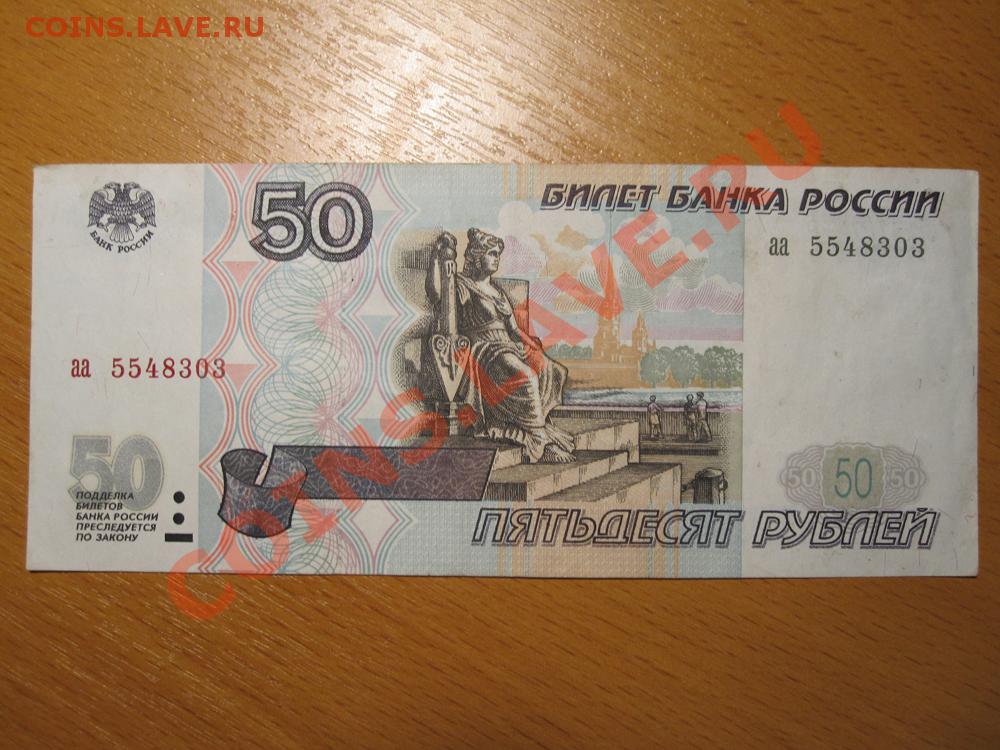 COINS.LAVE.RU
БАНК РОССИИ
50
БИЛЕТ БАНКА РОССИИ
аа 5548303
аа 5548303
50
ПОДДЕЛКА
БИЛЕТОВ
БАНКА РОССИИ
ПРЕСЛЕДУЕТСЯ
ПО ЗАКОНУ
50 50 50
ПЯТЬДЕСЯТ РУБЛЕЙ
COINS.LAVE.РУ